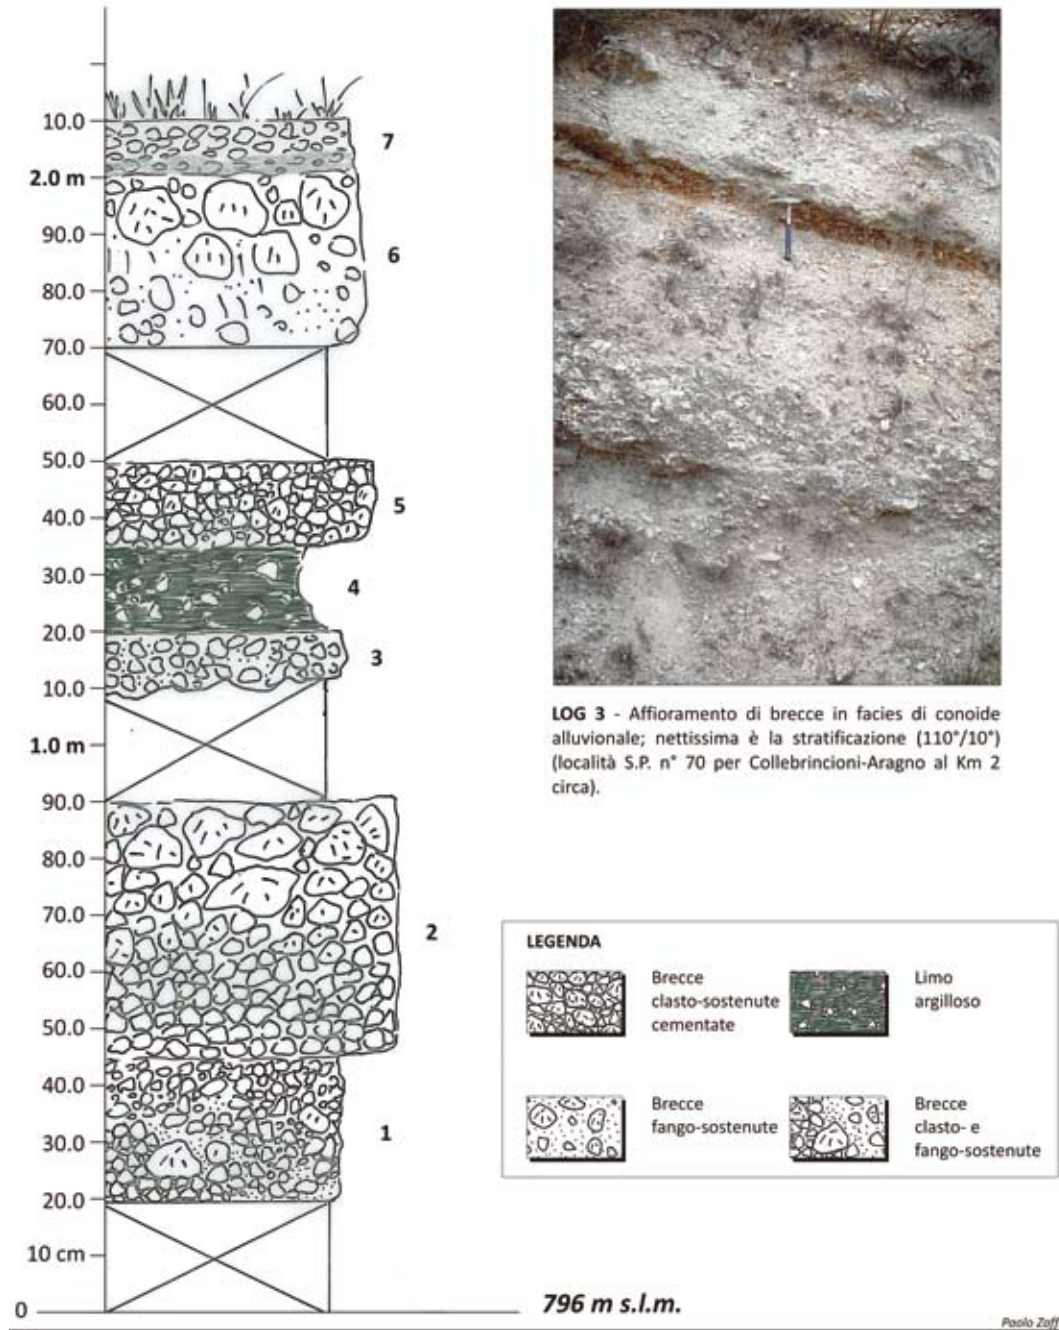 10.0
7
2.0 m
90.0
6
80.0
70.0
60.0
50.0
5
40.0
30.0
4
20.0
3
10.0
1.0 m
90.0
80.0
70.0
2
60.0
50.0
40.0
1
30.0
20.0
10 cm
0
796 m s.l.m.
LOG 3 - Affioramento di brecce in facies di conoide
alluvionale; nettissima è la stratificazione (110°/10°)
(località S.P. n° 70 per Collebrincioni-Aragno al Km 2
circa).
LEGENDA
Brecce
clasto-sostenute
cementate
Limo
argilloso
Brecce
fango-sostenute
Brecce
clasto- e
fango-sostenute
Paolo Zaff